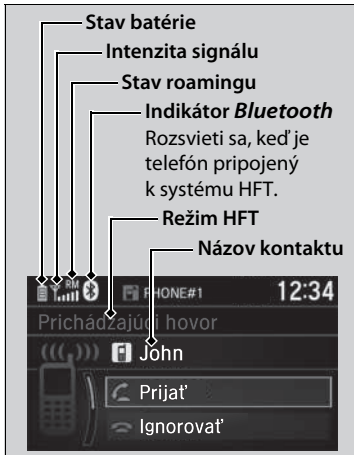 Stav batérie
Intenzita signálu
Stav roamingu
Indikátor Bluetooth
Rozsvieti sa, keď je
telefón pripojený
k systému HFT.
Režim HFT
Názov kontaktu
RM
PHONE#1
12:34
Prichádzajúci hovor
John
Prijať
Ignorovať